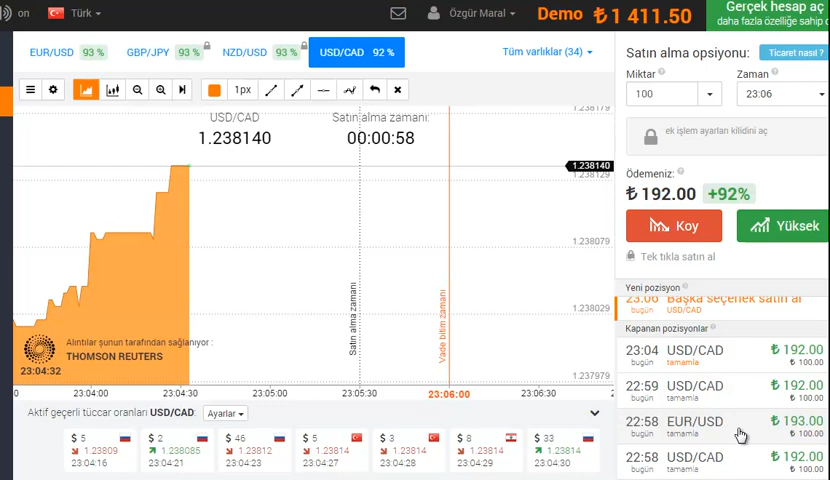 on
Türk
Özgür Maral
Demo
₺ 1 411.50
Gerçek hesap aç
daha fazla özelliğe sahip
EUR/USD 93 %
GBP/JPY 93 %
NZD/USD 93 %
USD/CAD 92 %
Tüm varlıklar (34)
1px
USD/CAD
1.238140
Satın alma zamanı:
00:00:58
1.238179
1.238140
1.238129
1.238079
1.238029
1.237979
Satın alma zamanı
Vade bitim zamanı
Alıntılar şunun tarafından sağlanıyor :
THOMSON REUTERS
23:04:32
0
23:04:00
23:04:30
23:05:00
23:05:30
23:06:00
23:06:30
2
Aktif geçerli tüccar oranları USD/CAD:
Ayarlar
$ 5
1.23809
23:04:16
$ 2
1.238085
23:04:21
$ 46
1.23812
23:04:23
$ 5
1.23814
23:04:27
$ 3
1.23814
23:04:28
$ 8
1.23814
23:04:29
$ 33
1.23814
23:04:30
Satın alma opsiyonu:
Ticaret nasıl?
Miktar
Zaman
100
23:06
ek işlem ayarları kilidini aç
Ödemeniz:
₺ 192.00 +92%
Koy
Yüksek
Tek tıkla satın al
Yeni pozisyon
23:06 Başka seçenek satın al
bugün USD/CAD
Kapanan pozisyonlar
23:04 USD/CAD ₺ 192.00
bugün tamamla ₺ 100.00
22:59 USD/CAD ₺ 192.00
bugün tamamla ₺ 100.00
22:58 EUR/USD ₺ 193.00
bugün tamamla ₺ 100.00
22:58 USD/CAD ₺ 192.00
bugün tamamla ₺ 100.00